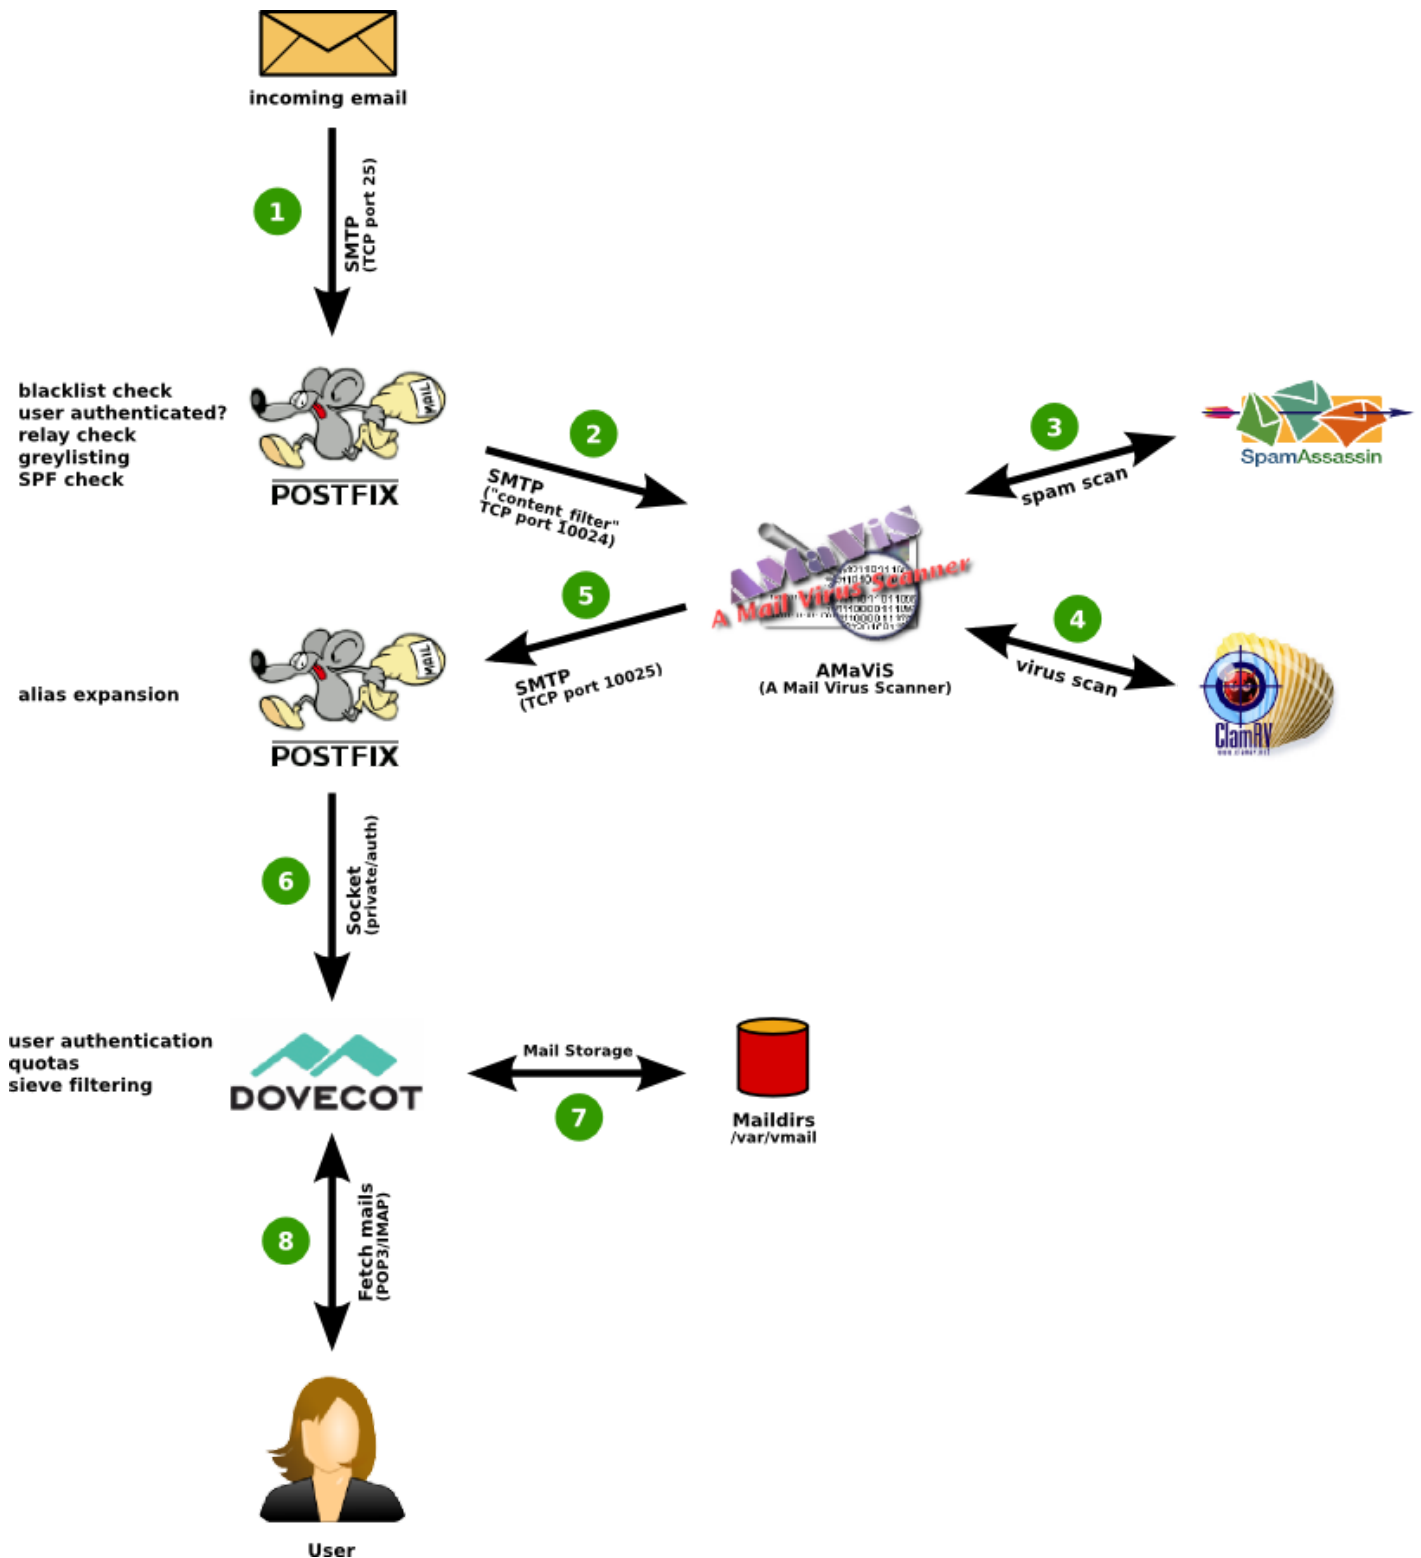 incoming email
1
SMTP
(TCP port 25)
blacklist check
user authenticated?
relay check
greylisting
SPF check
MAIL
POSTFIX
2
SMTP
("content_filter"
TCP port 10024)
3
spam scan
SpamAssassin
AMaViS
A Mail Virus Scanner
AMaViS
(A Mail Virus Scanner)
4
virus scan
ClamAV
5
SMTP
(TCP port 10025)
alias expansion
MAIL
POSTFIX
6
Socket
(private/auth)
user authentication
quotas
sieve filtering
DOVECOT
Mail Storage
7
Maildirs
/var/vmail
8
Fetch mails
(POP3/IMAP)
User